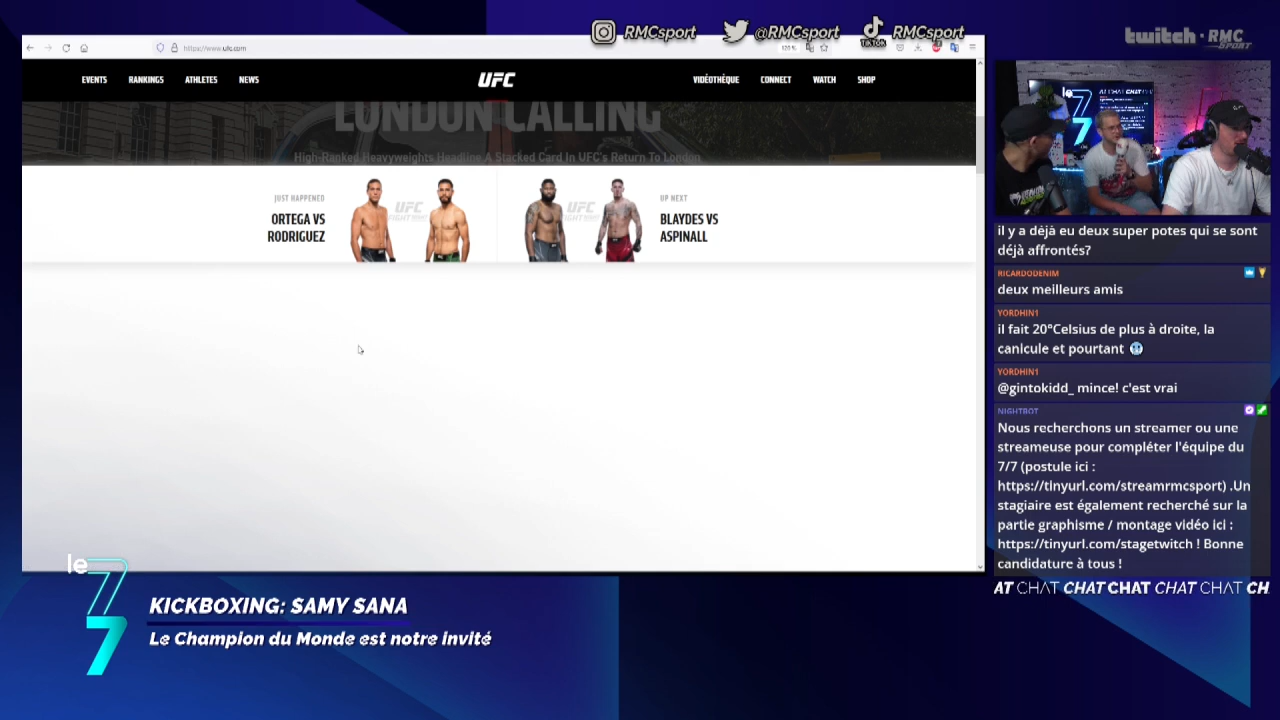 RMCsport
@RMCsport
TikTok
RMCsport
twitch · RMC
SPORT
https://www.ufc.com
120 %
EVENTS
RANKINGS
ATHLETES
NEWS
UFC
VIDÉOTHÈQUE
CONNECT
WATCH
SHOP
LONDON CALLING
High-Ranked Heavyweights Headline A Stacked Card In UFC's Return To London
JUST HAPPENED
ORTEGA VS
RODRIGUEZ
UFC
UP NEXT
BLAYDES VS
ASPINALL
UFC
il y a déjà eu deux super potes qui se sont
déjà affrontés?
RICARDODENIM
deux meilleurs amis
YORDHIN1
il fait 20°Celsius de plus à droite, la
canicule et pourtant
YORDHIN1
@gintokidd_ mince! c'est vrai
NIGHTBOT
Nous recherchons un streamer ou une
streameuse pour compléter l'équipe du
7/7 (postule ici :
https://tinyurl.com/streamrmcsport) .Un
stagiaire est également recherché sur la
partie graphisme / montage vidéo ici :
https://tinyurl.com/stagetwitch ! Bonne
candidature à tous !
AT CHAT CHAT CHAT CHAT CHAT CH
le
7
7
KICKBOXING: SAMY SANA
Le Champion du Monde est notre invité